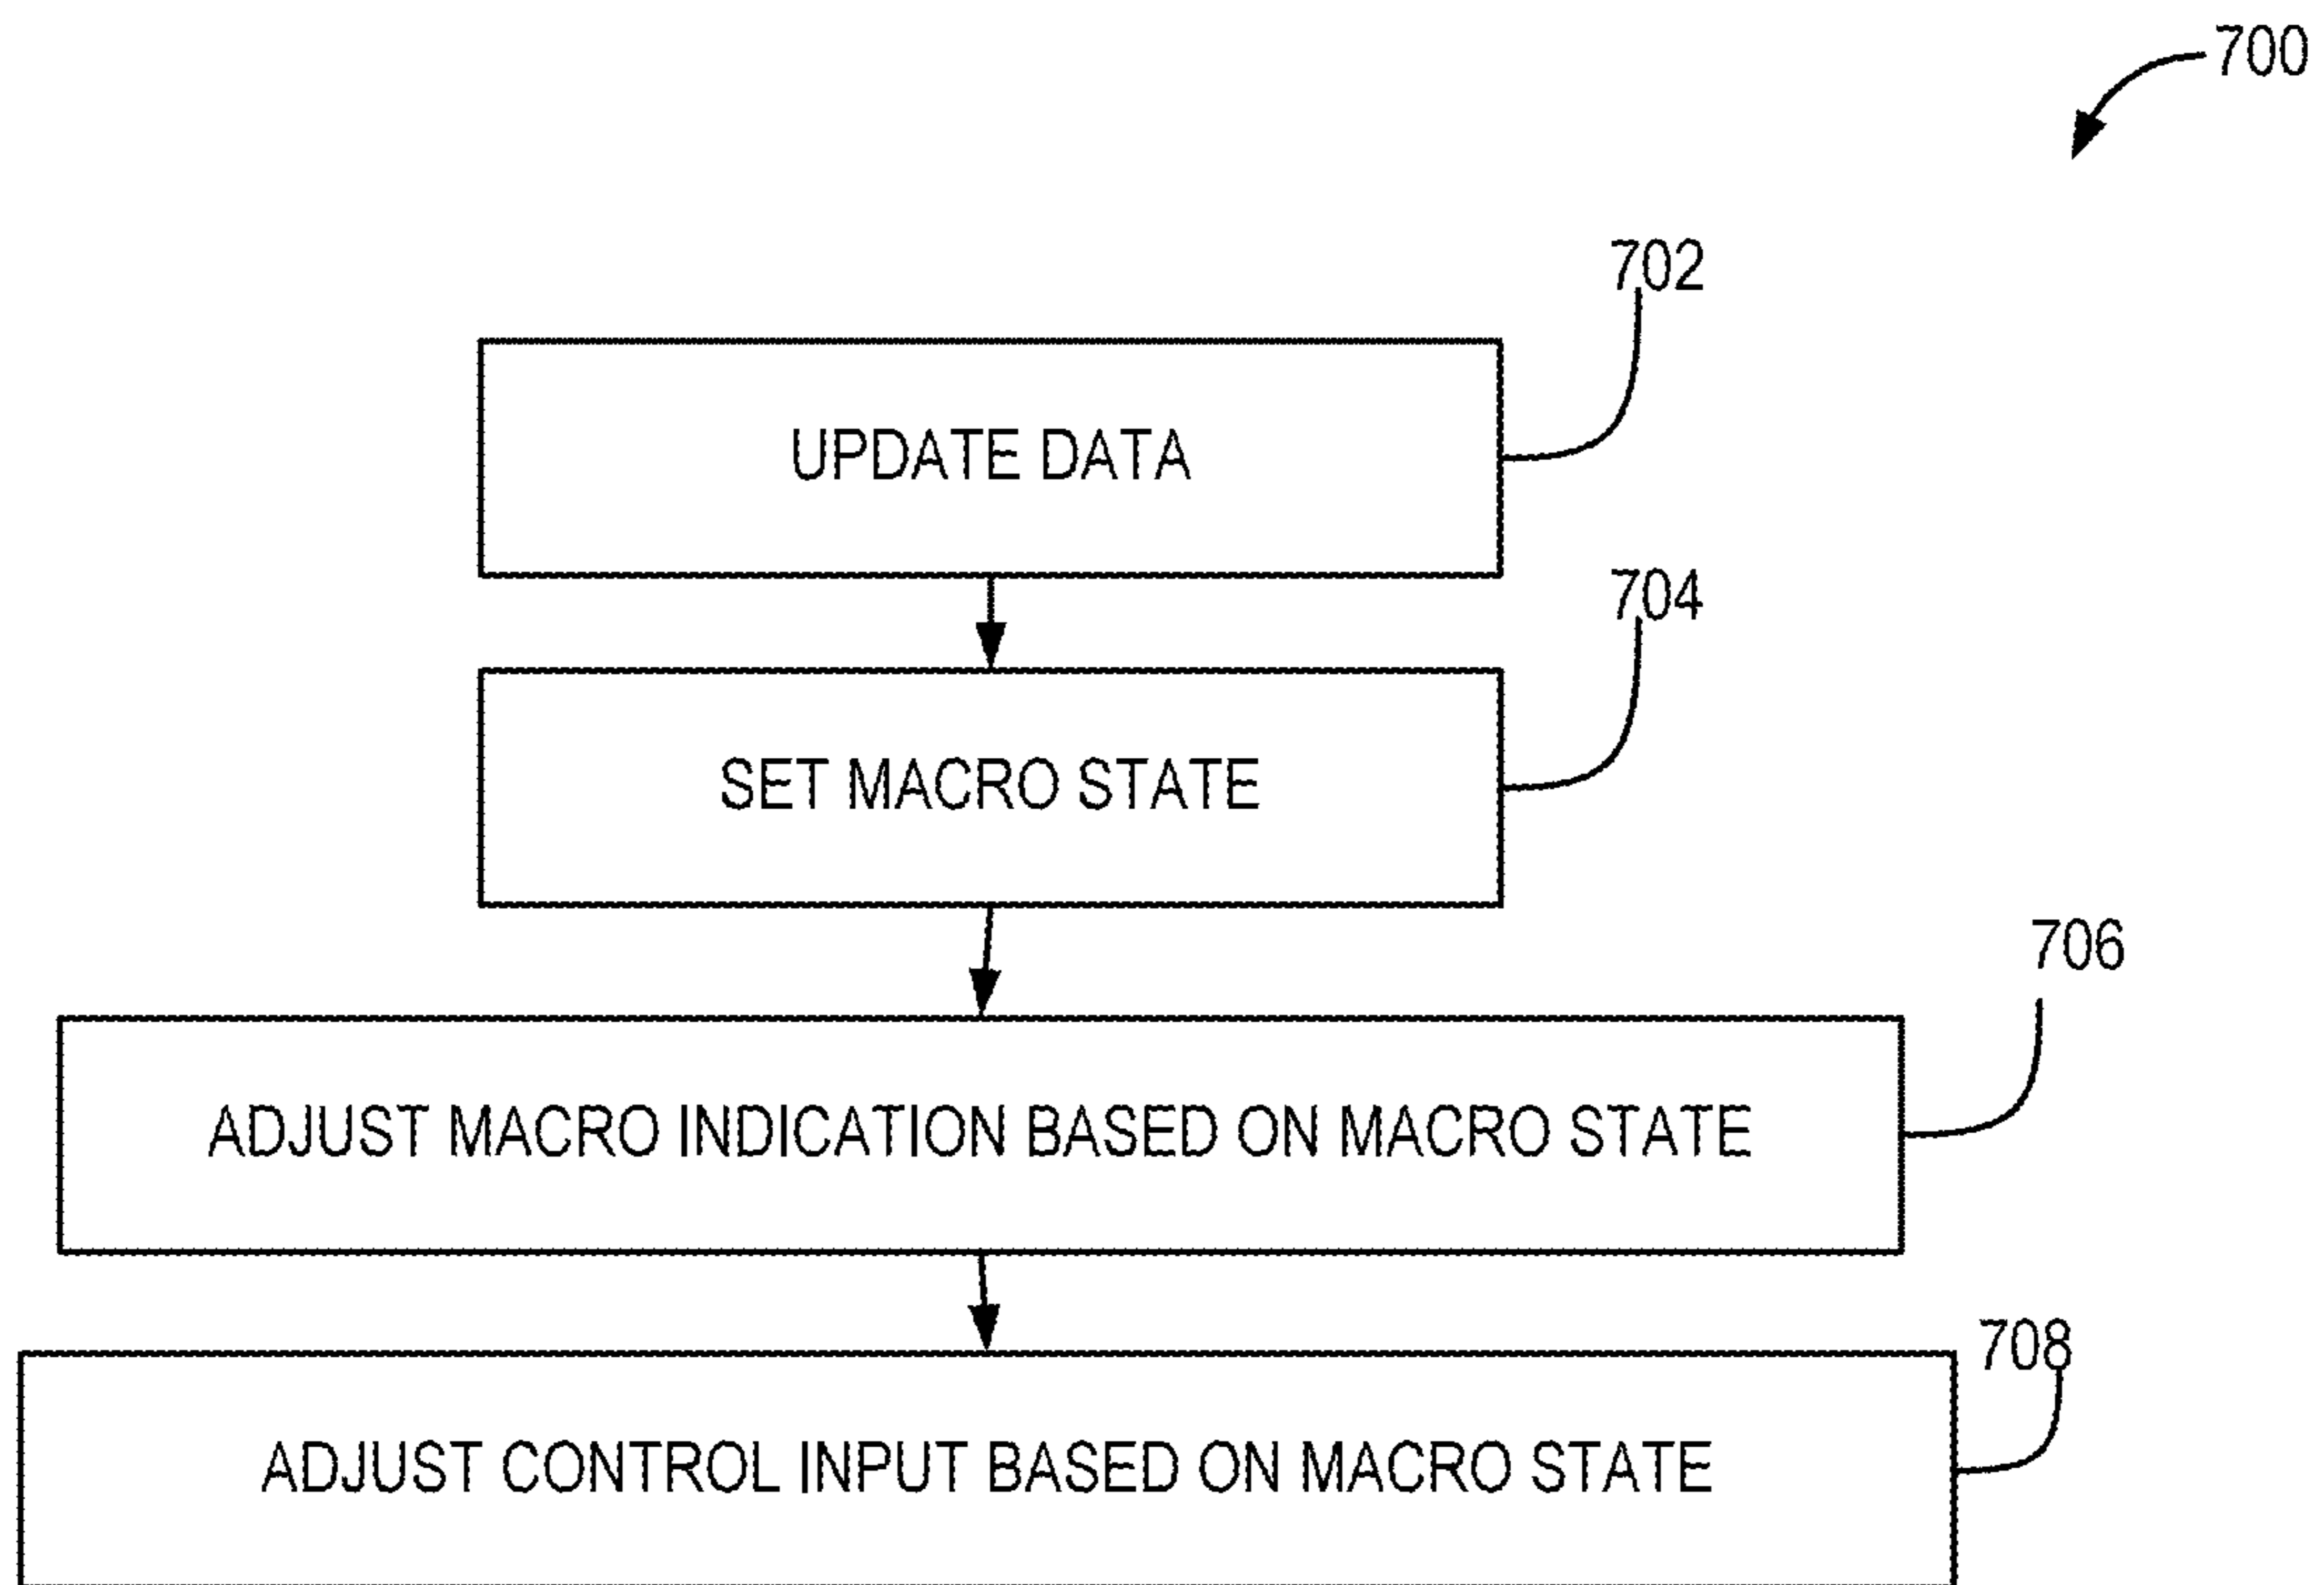 700
702
UPDATE DATA
704
SET MACRO STATE
706
ADJUST MACRO INDICATION BASED ON MACRO STATE
708
ADJUST CONTROL INPUT BASED ON MACRO STATE